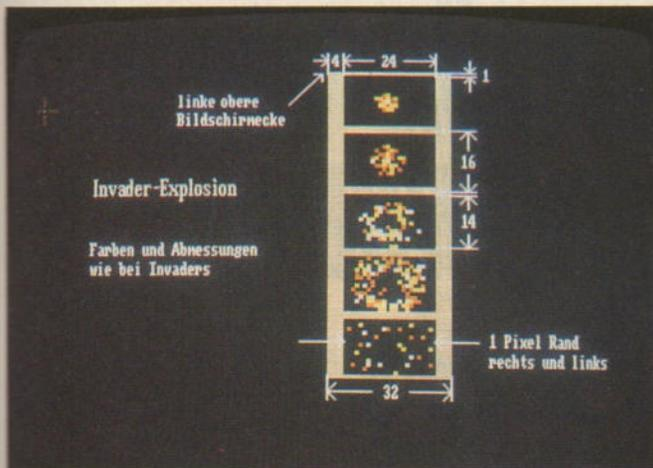 4 24
1
linke obere
Bildschirmecke
16
Invader-Explosion
14
Farben und Abmessungen
wie bei Invaders
1 Pixel Rand
rechts und links
32